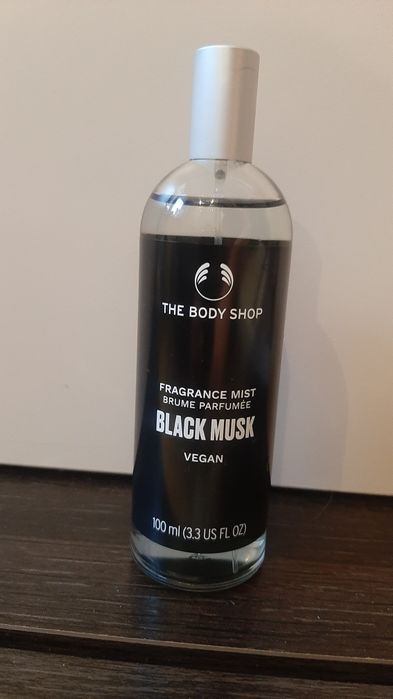 THE BODY SHOP
FRAGRANCE MIST
BRUME PARFUMÉE
BLACK MUSK
VEGAN
100 ml (3.3 US FL OZ)